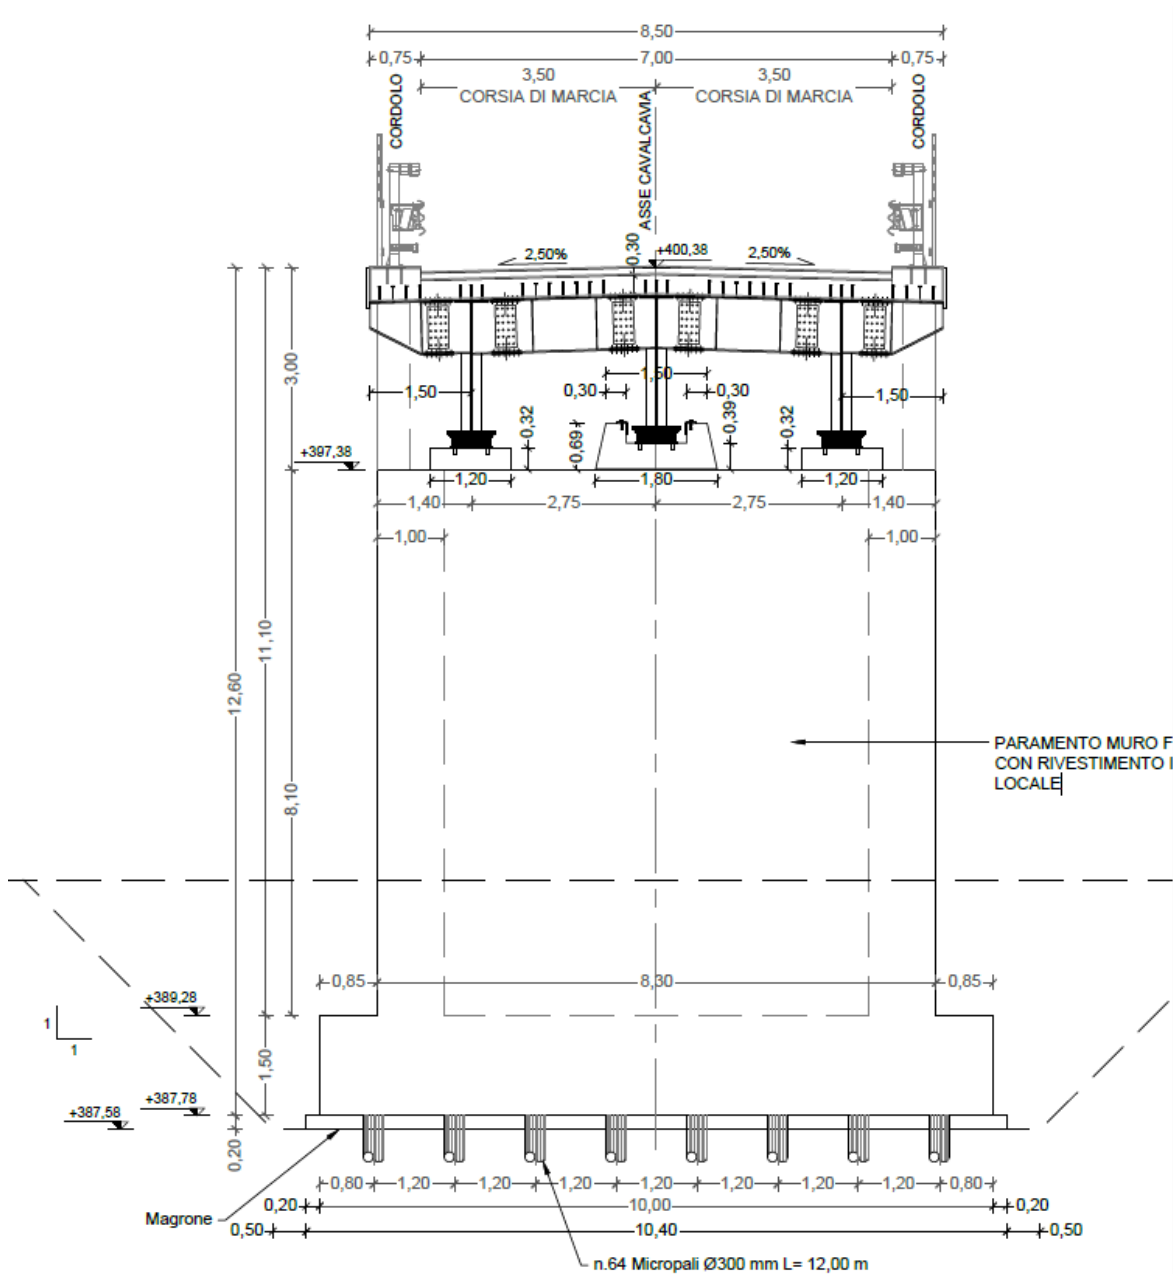 8,50
0,75 7,00 0,75
3,50 3,50
CORSIA DI MARCIA CORSIA DI MARCIA
CORDOLO
ASSE CAVALCAVIA
CORDOLO
2,50% 0,30 +400,38 2,50%
3,00
1,50 1,50 1,50
0,30 0,30
0,32 0,69 0,39 0,32
+397,38
1,20 1,80 1,20
1,40 2,75 2,75 1,40
1,00 1,00
11,10
12,60
8,10
PARAMENTO MURO F
CON RIVESTIMENTO I
LOCALE
0,85 8,30 0,85
+389,28
1
1
1,50
+387,78
+387,58
0,20
0,80 1,20 1,20 1,20 1,20 1,20 1,20 1,20 0,80
0,20 10,00 0,20
Magrone
0,50 10,40 0,50
n.64 Micropali Ø300 mm L= 12,00 m